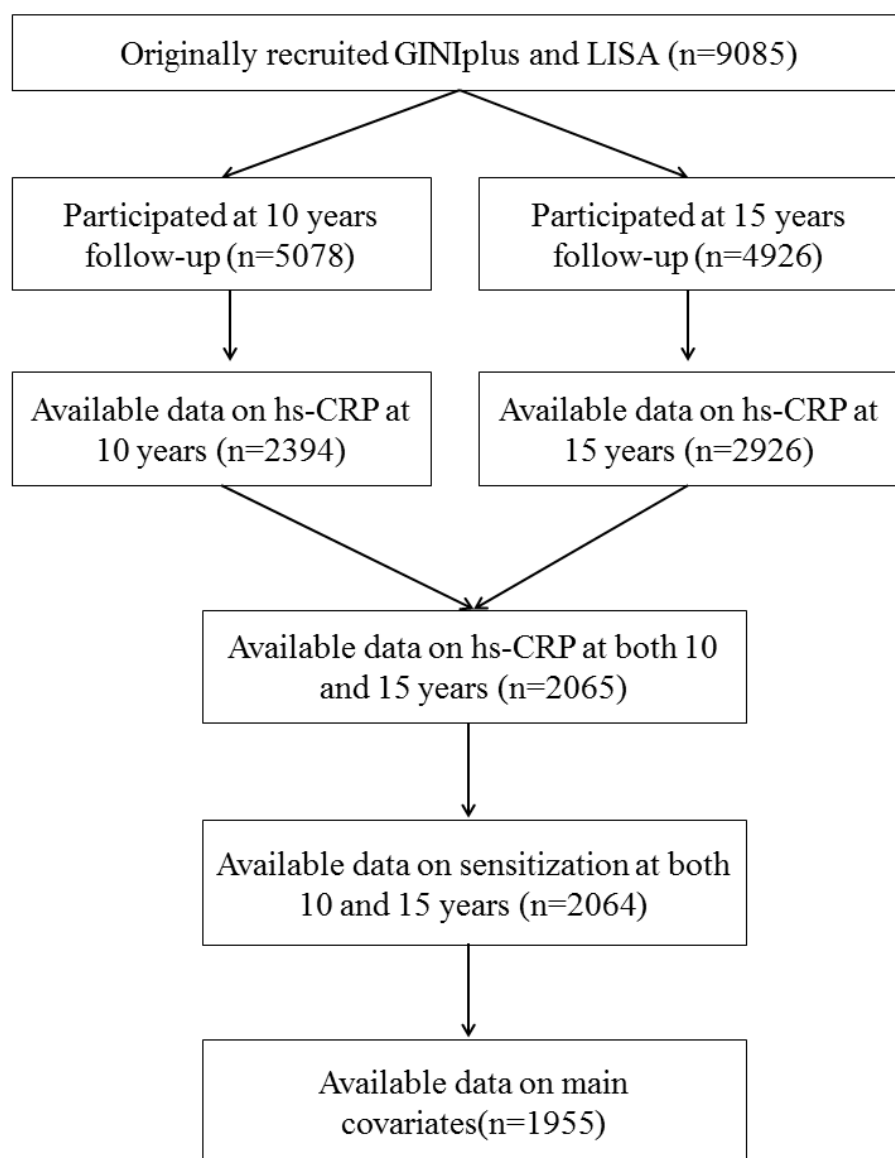 Originally recruited GINIplus and LISA (n=9085)
Participated at 10 years
follow-up (n=5078)
Participated at 15 years
follow-up (n=4926)
Available data on hs-CRP at
10 years (n=2394)
Available data on hs-CRP at
15 years (n=2926)
Available data on hs-CRP at both 10
and 15 years (n=2065)
Available data on sensitization at both
10 and 15 years (n=2064)
Available data on main
covariates(n=1955)